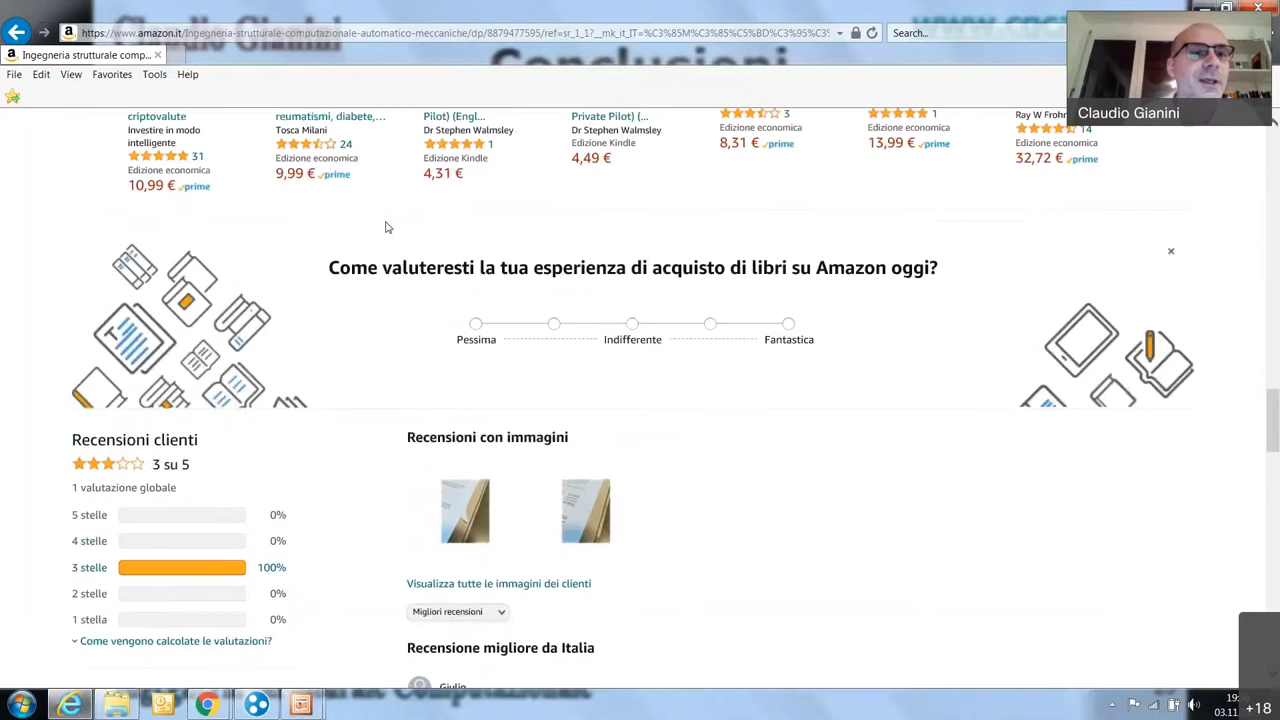 https://www.amazon.it/Ingegneria-strutturale-computazionale-automatico-meccaniche/dp/8879477595/ref=sr_1_1?__mk_it_IT=%C3%85M%C3%85%C5%BD%C3%95%C3%
Search...
Ingegneria strutturale comp...
Conclusioni
File Edit View Favorites Tools Help
Claudio Gianini
criptovalute
Investire in modo
intelligente
31
Edizione economica
10,99 € prime
reumatismi, diabete,...
Tosca Milani
24
Edizione economica
9,99 € prime
Pilot) (Engl...
Dr Stephen Walmsley
1
Edizione Kindle
4,31 €
Private Pilot) (...
Dr Stephen Walmsley
Edizione Kindle
4,49 €
3
Edizione economica
8,31 € prime
1
Edizione economica
13,99 € prime
Ray W Frohn
14
Edizione economica
32,72 € prime
Come valuteresti la tua esperienza di acquisto di libri su Amazon oggi?
Pessima
Indifferente
Fantastica
Recensioni clienti
3 su 5
1 valutazione globale
5 stelle 0%
4 stelle 0%
3 stelle 100%
2 stelle 0%
1 stella 0%
Come vengono calcolate le valutazioni?
Recensioni con immagini
Visualizza tutte le immagini dei clienti
Migliori recensioni
Recensione migliore da Italia
Giulio
+18